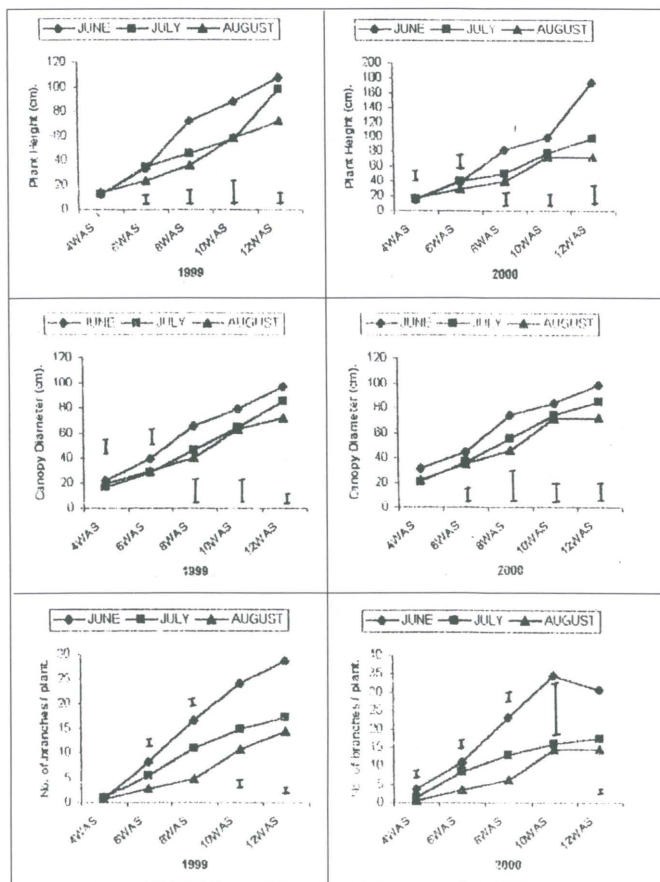 JUNE JULY AUGUST
Plant Height (cm).
120
100
80
60
40
20
0
4WAS
6WAS
8WAS
10WAS
12WAS
1999
JUNE JULY AUGUST
Plant Height (cm).
200
180
160
140
120
100
80
60
40
20
0
4WAS
6WAS
8WAS
10WAS
12WAS
2000
JUNE JULY AUGUST
Canopy Diameter (cm).
120
100
80
60
40
20
0
4WAS
6WAS
8WAS
10WAS
12WAS
1999
JUNE JULY AUGUST
Canopy Diameter (cm).
120
100
80
60
40
20
0
4WAS
6WAS
8WAS
10WAS
12WAS
2000
JUNE JULY AUGUST
No. of branches / plant.
30
25
20
15
10
5
0
4WAS
6WAS
8WAS
10WAS
12WAS
1999
JUNE JULY AUGUST
No. of branches / plant.
40
35
30
25
20
15
10
5
0
4WAS
6WAS
8WAS
10WAS
12WAS
2000